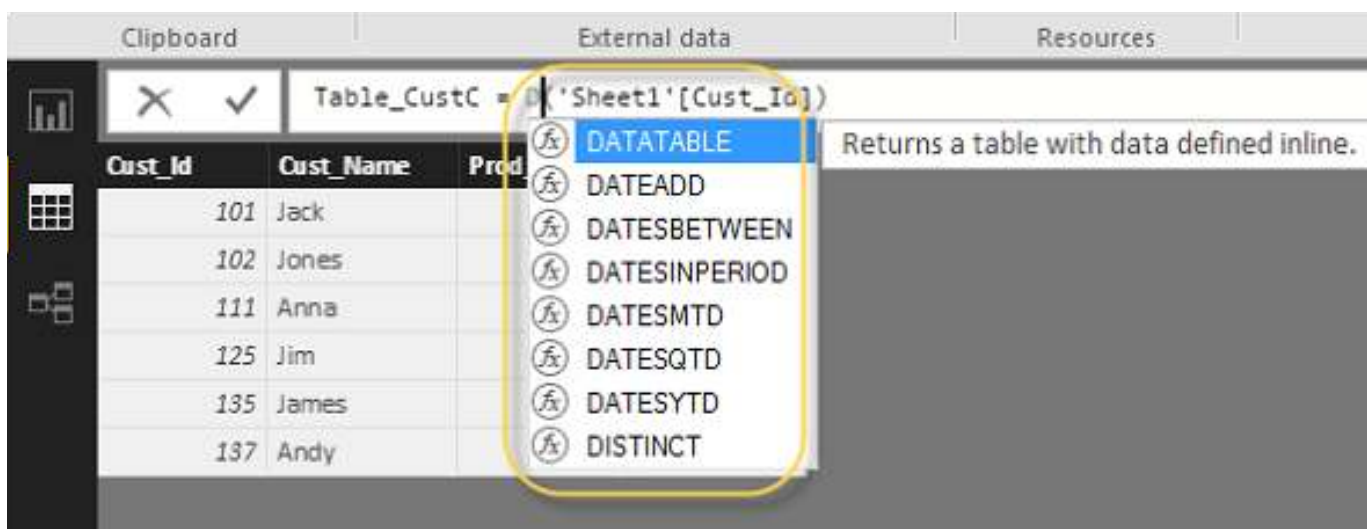 Clipboard External data Resources
Table_CustC = D('Sheet1'[Cust_Id])
DATATABLE Returns a table with data defined inline.
Cust_Id Cust_Name Prod_
DATEADD
101 Jack
DATESBETWEEN
102 Jones
DATESINPERIOD
111 Anna
DATESMTD
125 Jim
DATESQTD
135 James
DATESYTD
137 Andy
DISTINCT